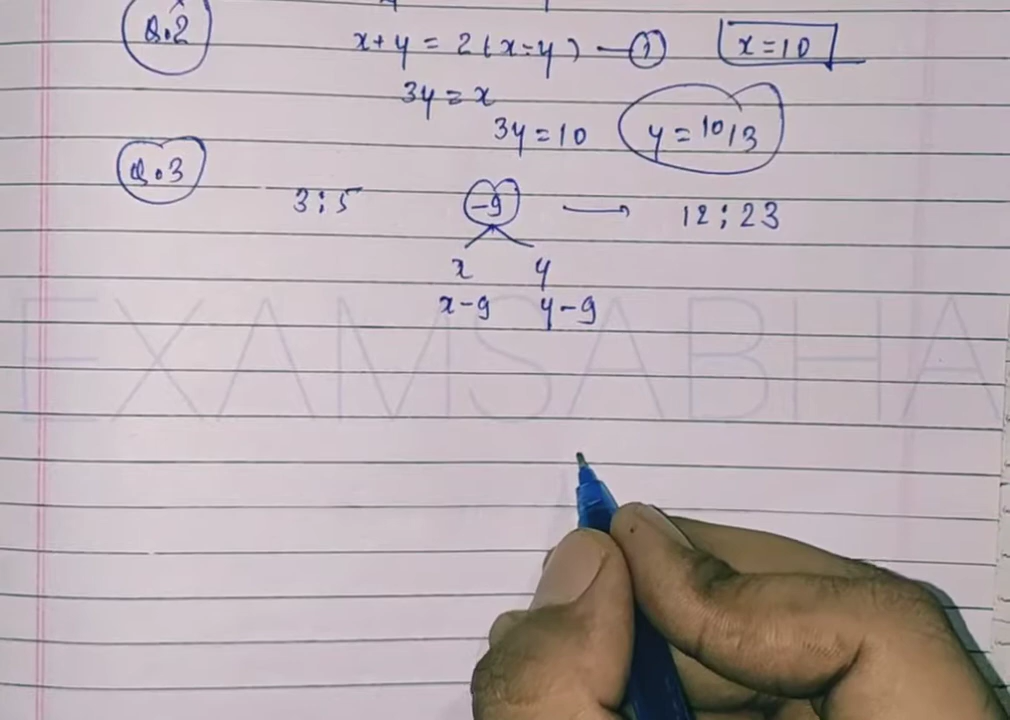 Q.2 x+y = 2(x-y) — 1 x=10
3y = x
3y = 10 y = 10/3
Q.3
3:5 -9 → 12:23
x y
x-9 y-9
EXAMSABHA